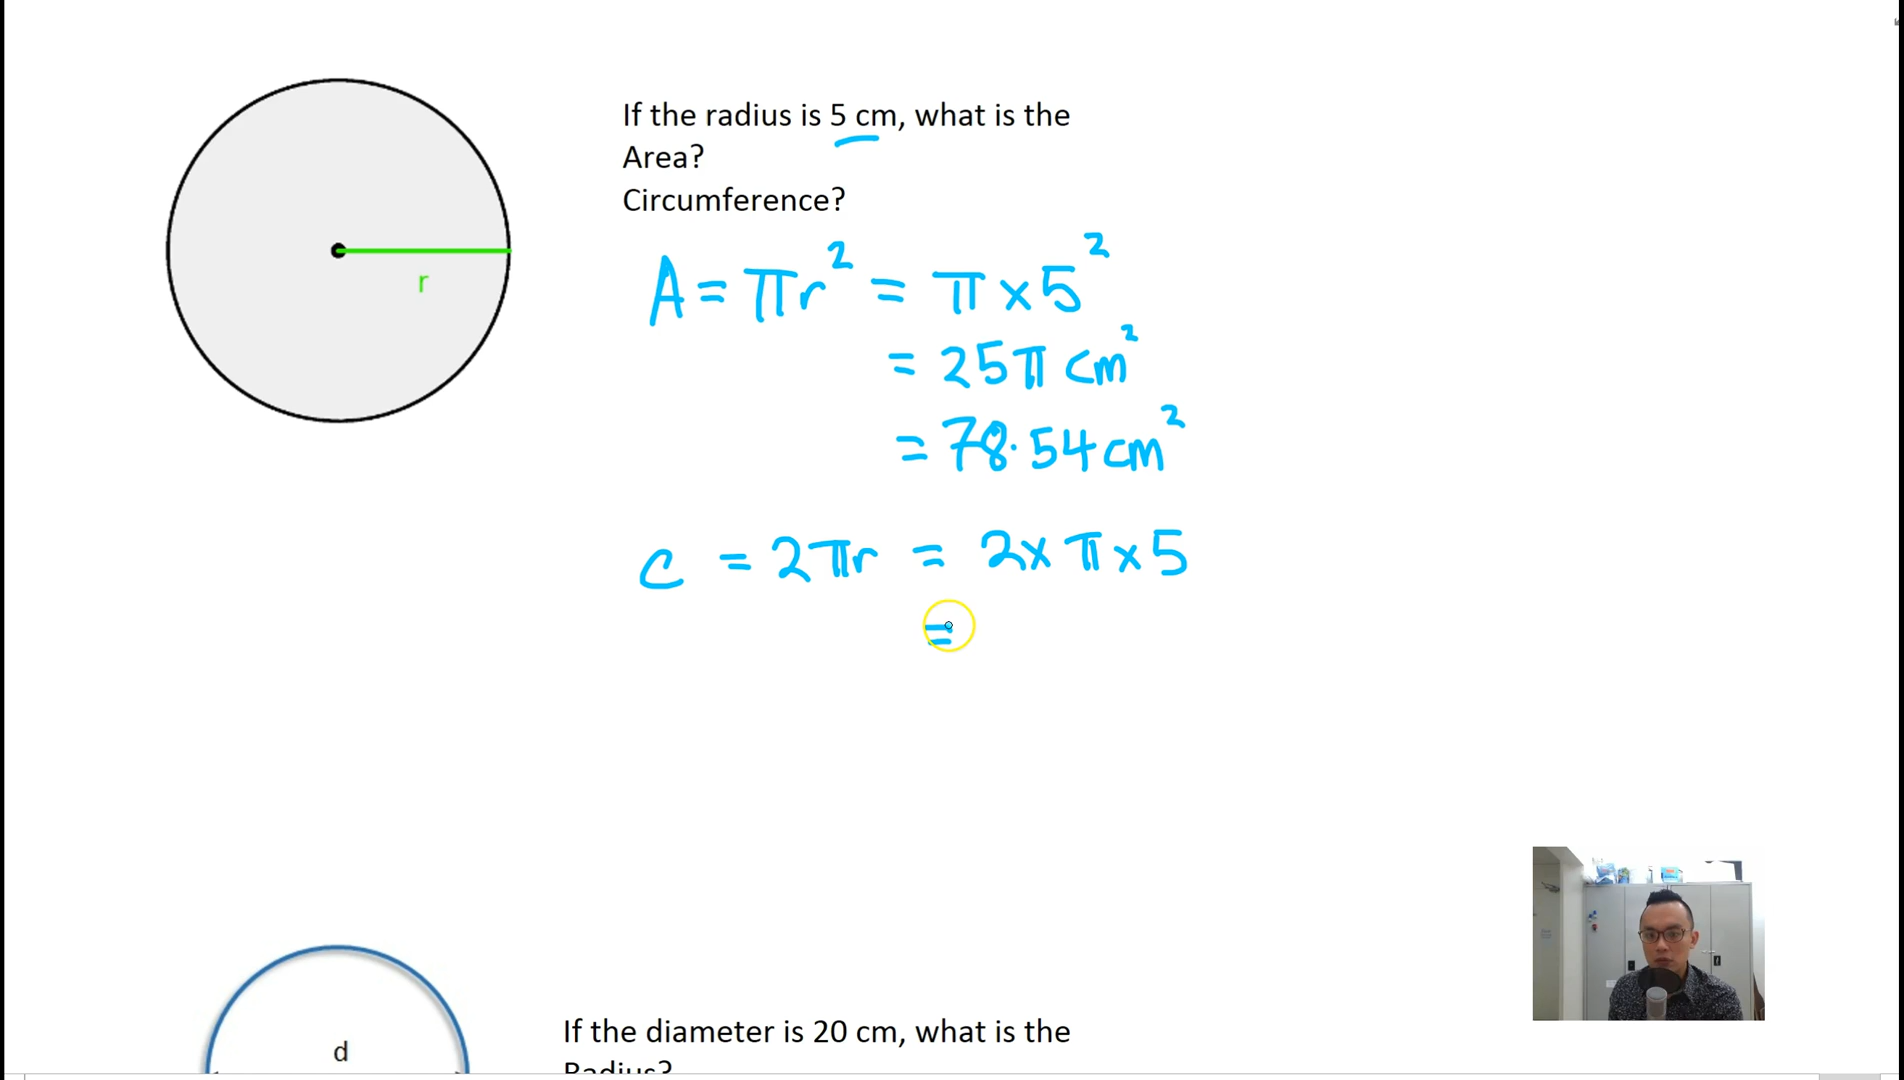 If the radius is 5 cm, what is the
Area?
Circumference?
r
A = πr² = π × 5²
= 25π cm²
= 78.54 cm²
C = 2πr = 2 × π × 5
=
d
If the diameter is 20 cm, what is the
Radius?